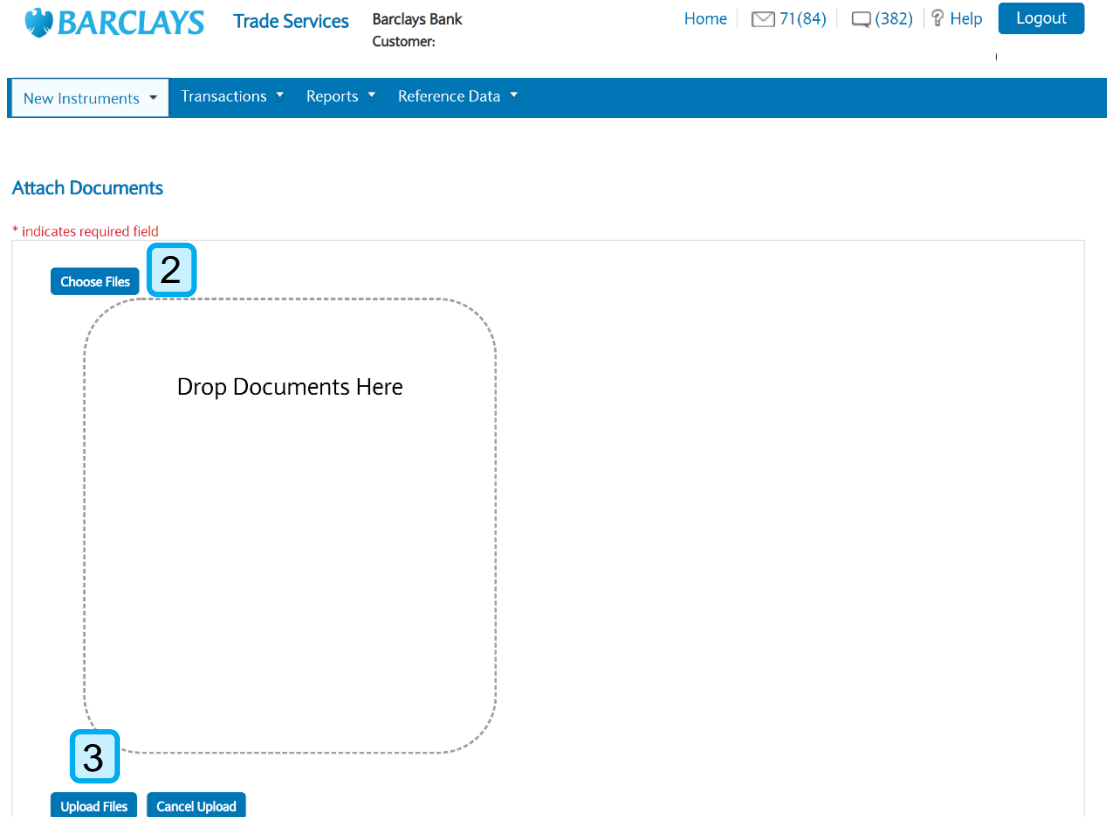 BARCLAYS Trade Services Barclays Bank Home 71(84) (382) Help Logout
Customer:
New Instruments Transactions Reports Reference Data
Attach Documents
* indicates required field
Choose Files 2
Drop Documents Here
3
Upload Files Cancel Upload